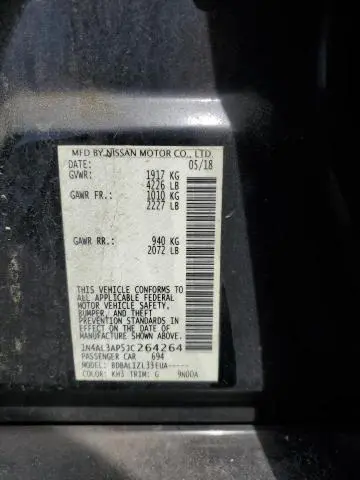 MFD BY NISSAN MOTOR CO., LTD.
DATE: 05/18
GVWR: 1917 KG
4226 LB
GAWR FR.: 1010 KG
2227 LB
GAWR RR.: 940 KG
2072 LB
THIS VEHICLE CONFORMS TO
ALL APPLICABLE FEDERAL
MOTOR VEHICLE SAFETY,
BUMPER, AND THEFT
PREVENTION STANDARDS
IN EFFECT ON THE DATE OF
MANUFACTURE SHOWN ABOVE.
1N4AL3AP5JC264264
PASSENGER CAR 694
MODEL: BDBALIZL33EUA-----
COLOR: KH3 TRIM: G 9N00A